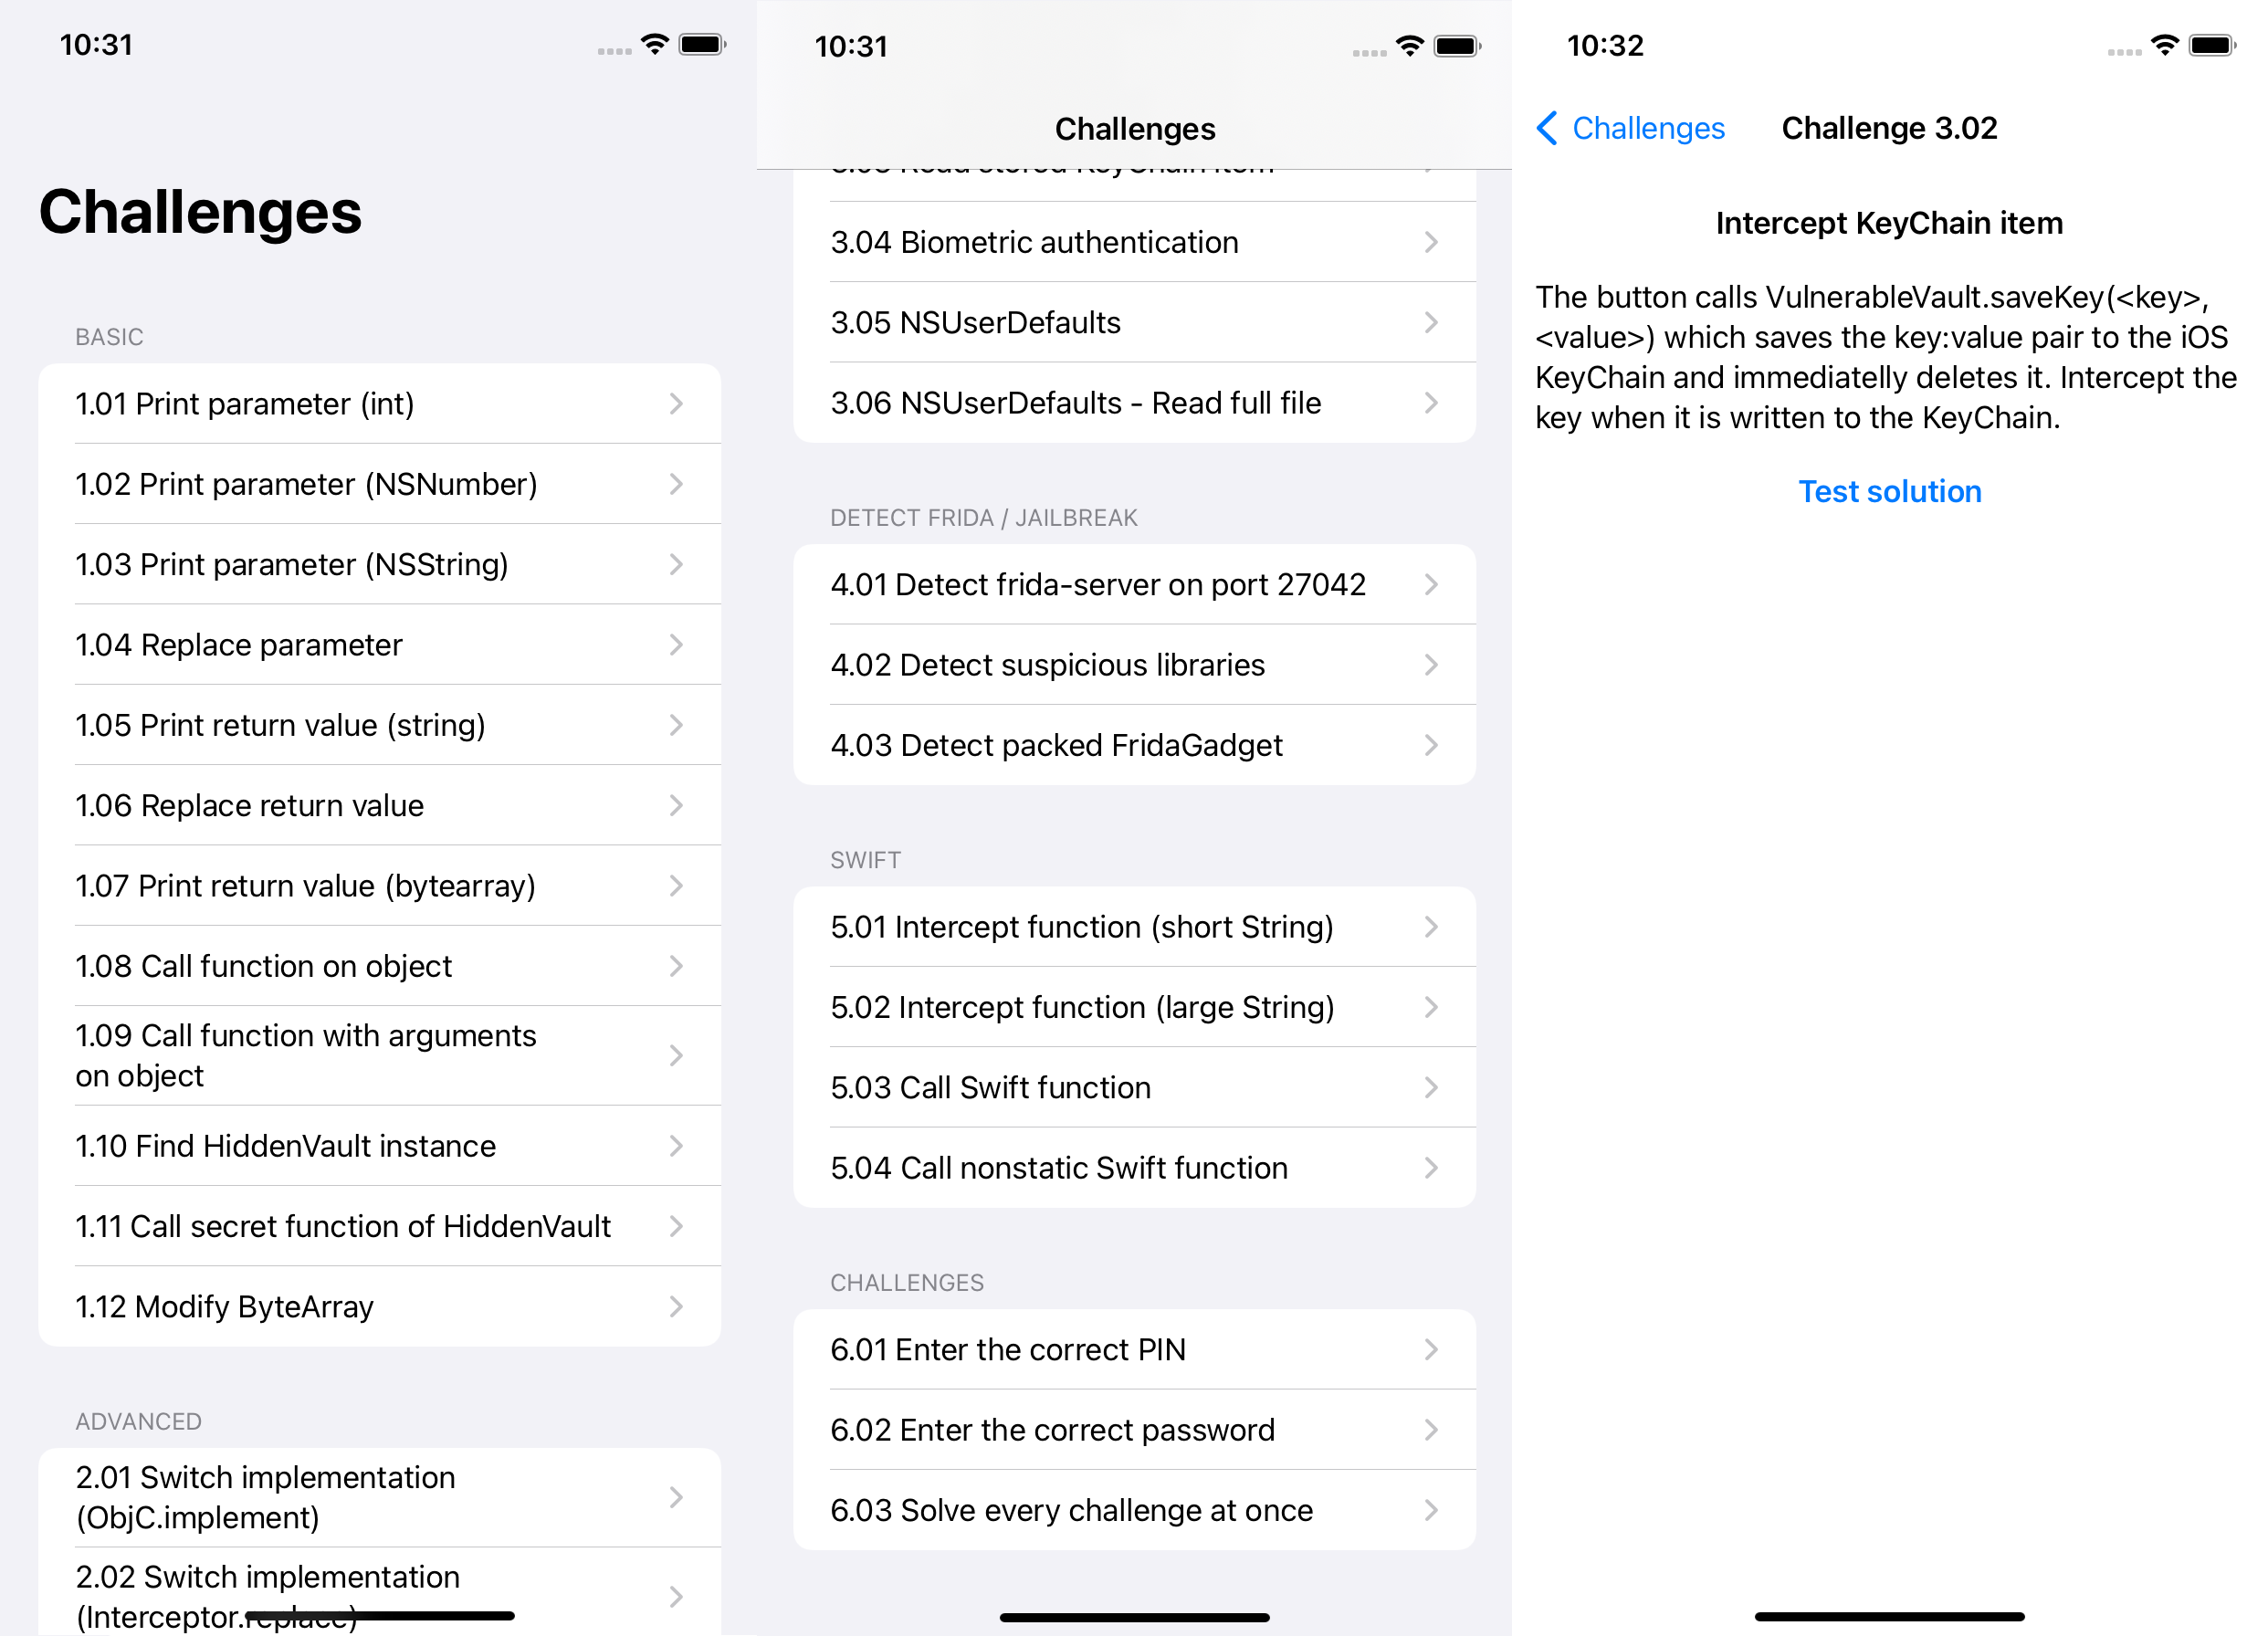 10:31
Challenges
BASIC
1.01 Print parameter (int)
1.02 Print parameter (NSNumber)
1.03 Print parameter (NSString)
1.04 Replace parameter
1.05 Print return value (string)
1.06 Replace return value
1.07 Print return value (bytearray)
1.08 Call function on object
1.09 Call function with arguments
on object
1.10 Find HiddenVault instance
1.11 Call secret function of HiddenVault
1.12 Modify ByteArray
ADVANCED
2.01 Switch implementation
(ObjC.implement)
2.02 Switch implementation
(Interceptor.replace)
10:31
Challenges
3.03 Read stored KeyChain item
3.04 Biometric authentication
3.05 NSUserDefaults
3.06 NSUserDefaults - Read full file
DETECT FRIDA / JAILBREAK
4.01 Detect frida-server on port 27042
4.02 Detect suspicious libraries
4.03 Detect packed FridaGadget
SWIFT
5.01 Intercept function (short String)
5.02 Intercept function (large String)
5.03 Call Swift function
5.04 Call nonstatic Swift function
CHALLENGES
6.01 Enter the correct PIN
6.02 Enter the correct password
6.03 Solve every challenge at once
10:32
Challenges
Challenge 3.02
Intercept KeyChain item
The button calls VulnerableVault.saveKey(<key>,
<value>) which saves the key:value pair to the iOS
KeyChain and immediatelly deletes it. Intercept the
key when it is written to the KeyChain.
Test solution